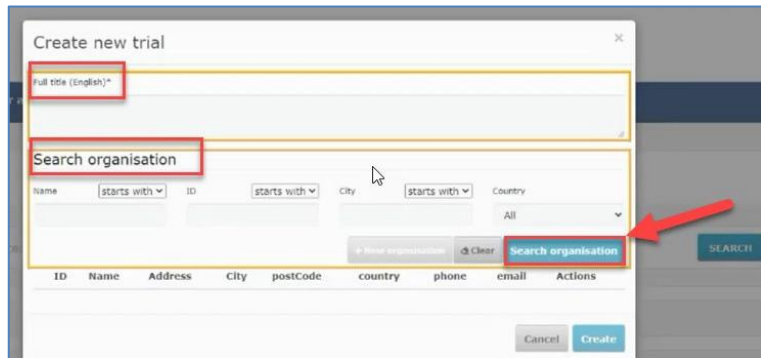 Create new trial ×
Full title (English)*
Search organisation
Name starts with ID starts with City starts with Country
All
+ New organisation Clear Search organisation
SEARCH
ID Name Address City postCode country phone email Actions
Cancel Create